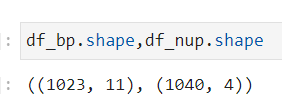 ]: df_bp.shape,df_nup.shape
]: ((1023, 11), (1040, 4))